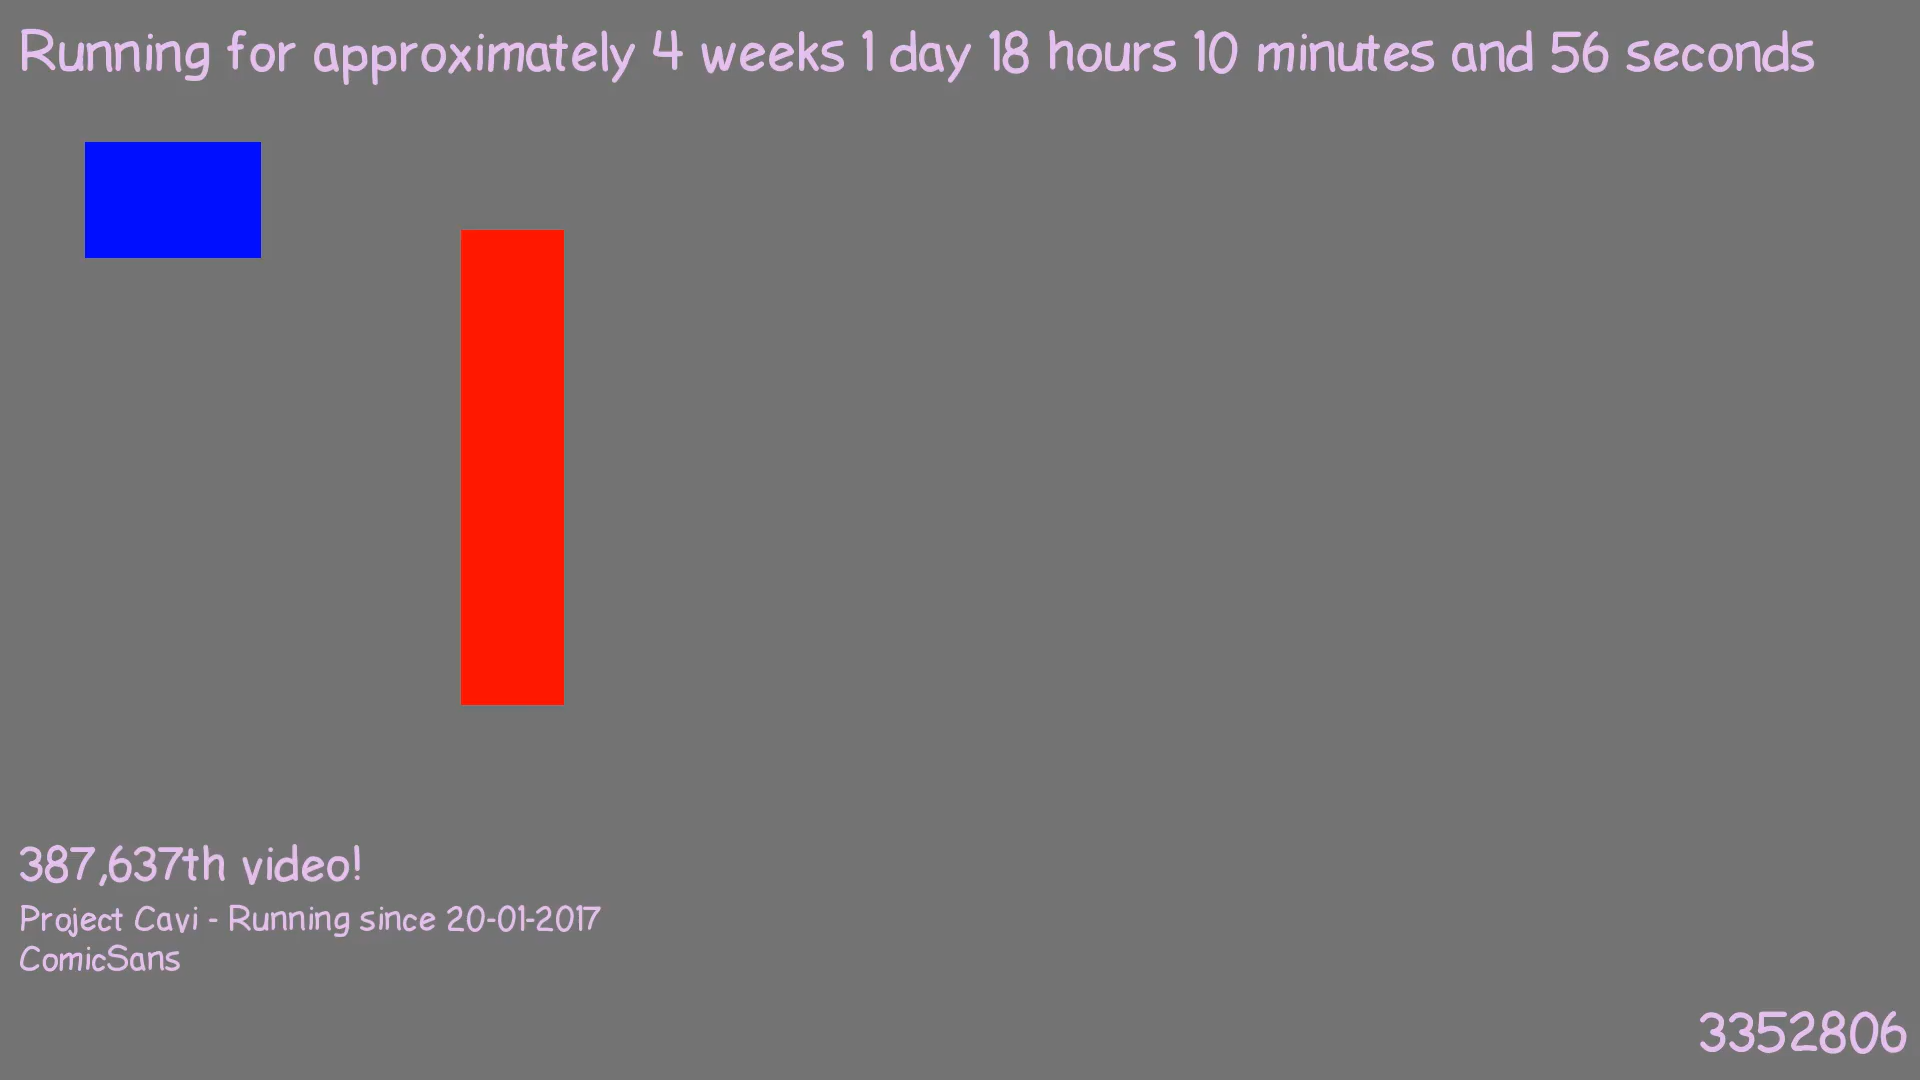 Running for approximately 4 weeks 1 day 18 hours 10 minutes and 56 seconds
387,637th video!
Project Cavi - Running since 20-01-2017
ComicSans
3352806